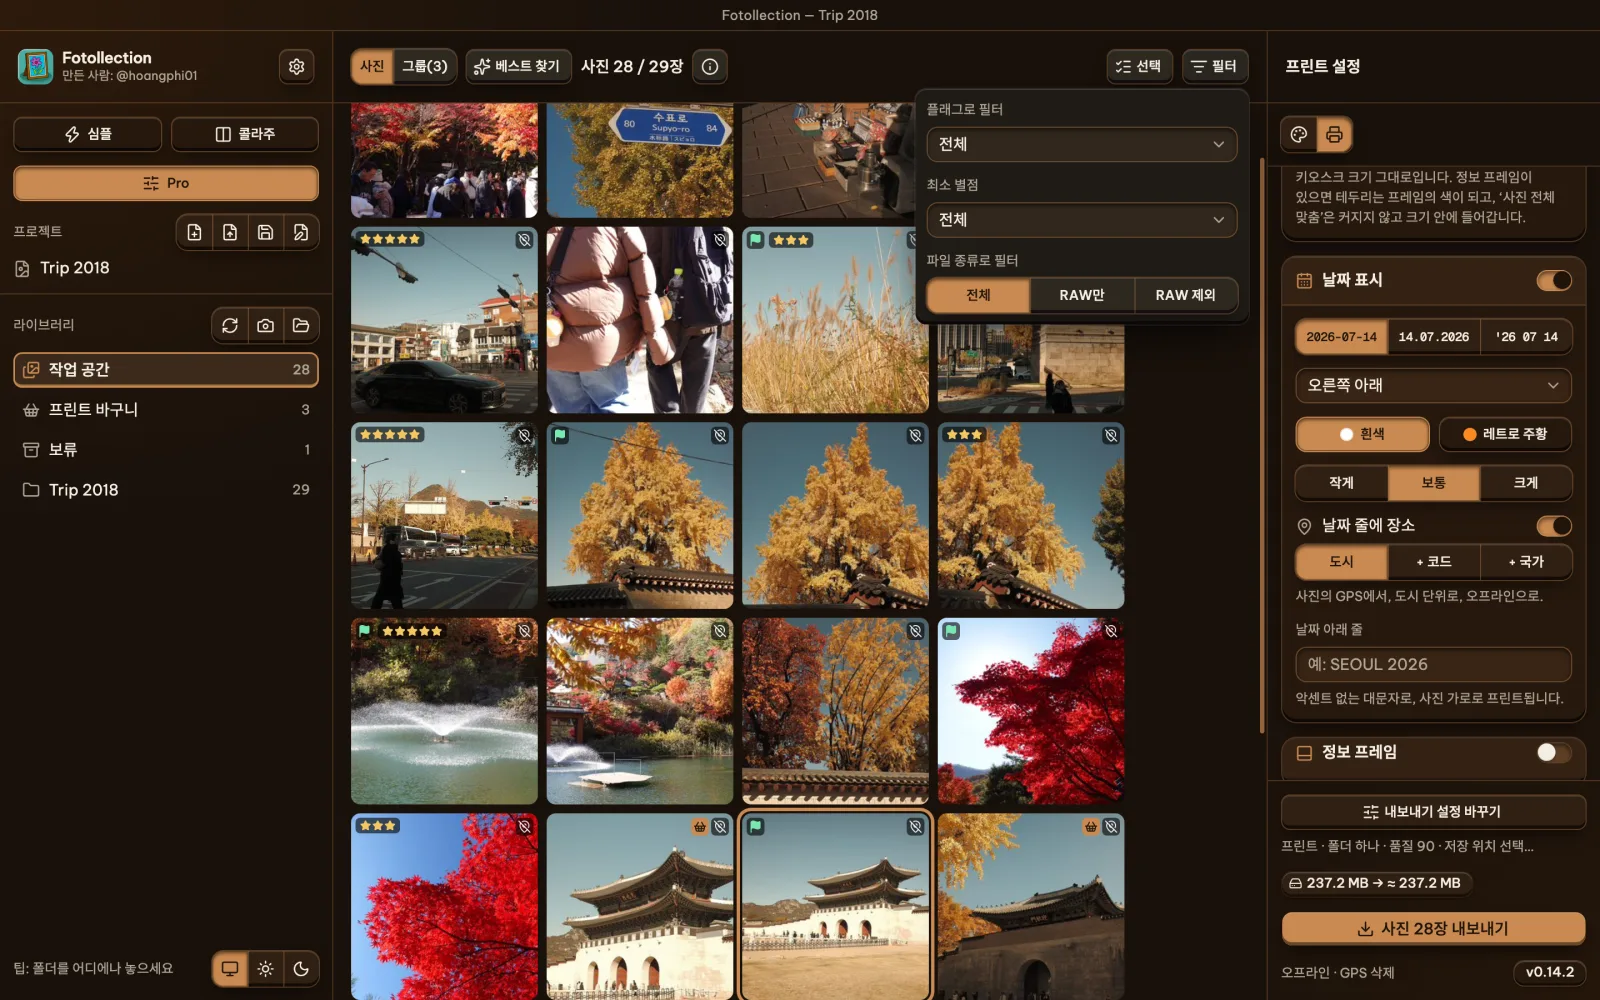 Fotollection — Trip 2018
Fotollection
만든 사람: @hoangphi01
심플
콜라주
Pro
프로젝트
Trip 2018
라이브러리
작업 공간 28
프린트 바구니 3
보류 1
Trip 2018 29
팁: 폴더를 어디에나 놓으세요
사진
그룹(3)
베스트 찾기
사진 28 / 29장
선택
필터
플래그로 필터
전체
최소 별점
전체
파일 종류로 필터
전체
RAW만
RAW 제외
80 수표로 84
Supyo-ro
프린트 설정
키오스크 크기 그대로입니다. 정보 프레임이
있으면 테두리는 프레임의 색이 되고, ‘사진 전체
맞춤’은 커지지 않고 크기 안에 들어갑니다.
날짜 표시
2026-07-14
14.07.2026
'26 07 14
오른쪽 아래
흰색
레트로 주황
작게
보통
크게
날짜 줄에 장소
도시
+ 코드
+ 국가
사진의 GPS에서, 도시 단위로, 오프라인으로.
날짜 아래 줄
예: SEOUL 2026
악센트 없는 대문자로, 사진 가로로 프린트됩니다.
정보 프레임
내보내기 설정 바꾸기
프린트 · 폴더 하나 · 품질 90 · 저장 위치 선택...
237.2 MB → ≈ 237.2 MB
사진 28장 내보내기
오프라인 · GPS 삭제
v0.14.2